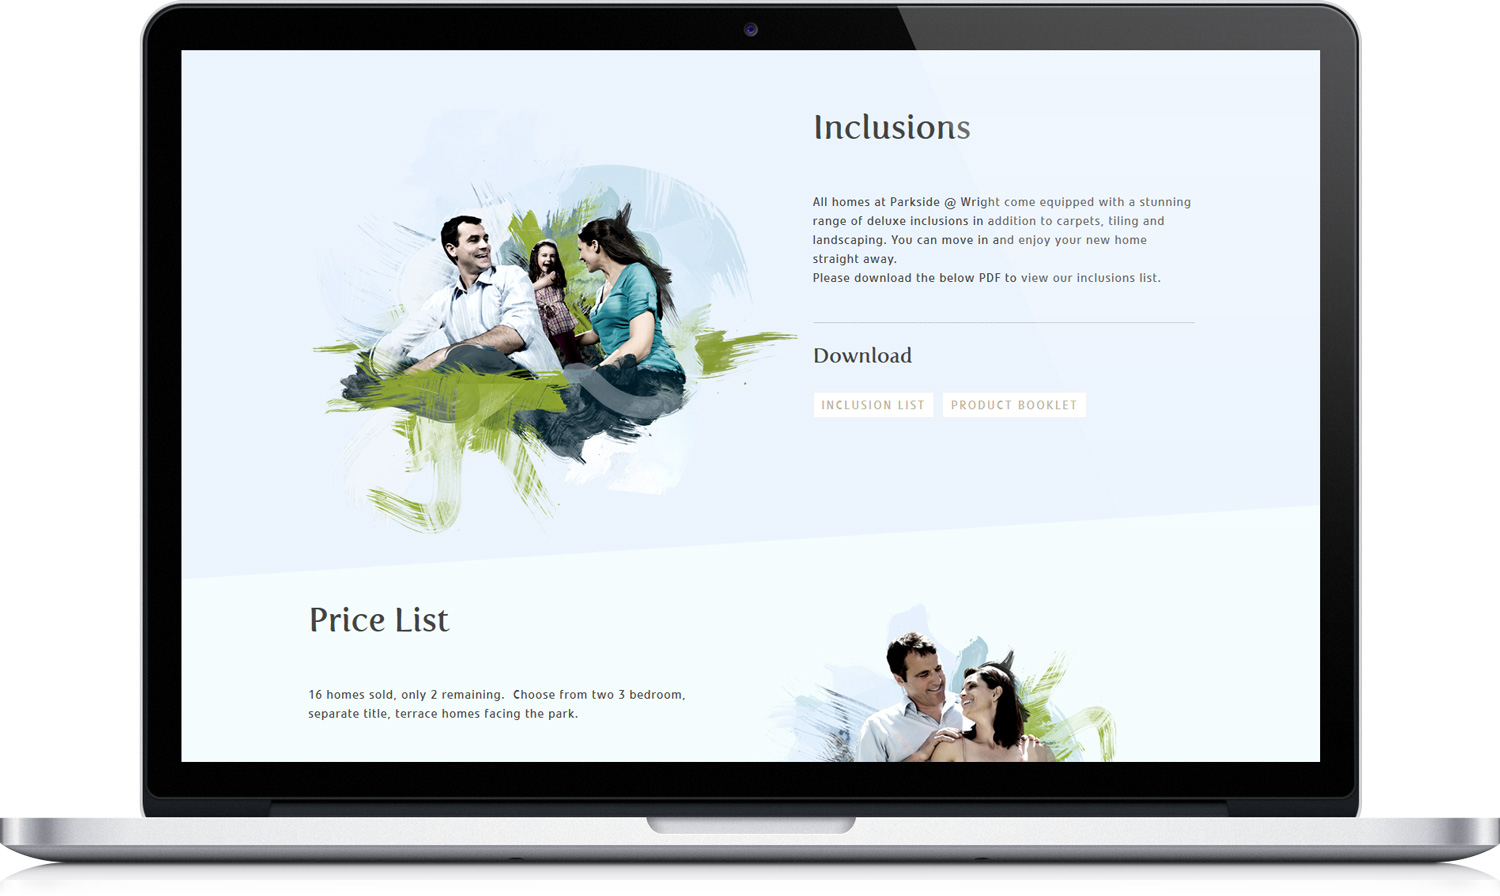 Inclusions
All homes at Parkside @ Wright come equipped with a stunning
range of deluxe inclusions in addition to carpets, tiling and
landscaping. You can move in and enjoy your new home
straight away.
Please download the below PDF to view our inclusions list.
Download
INCLUSION LIST
PRODUCT BOOKLET
Price List
16 homes sold, only 2 remaining.  Choose from two 3 bedroom,
separate title, terrace homes facing the park.